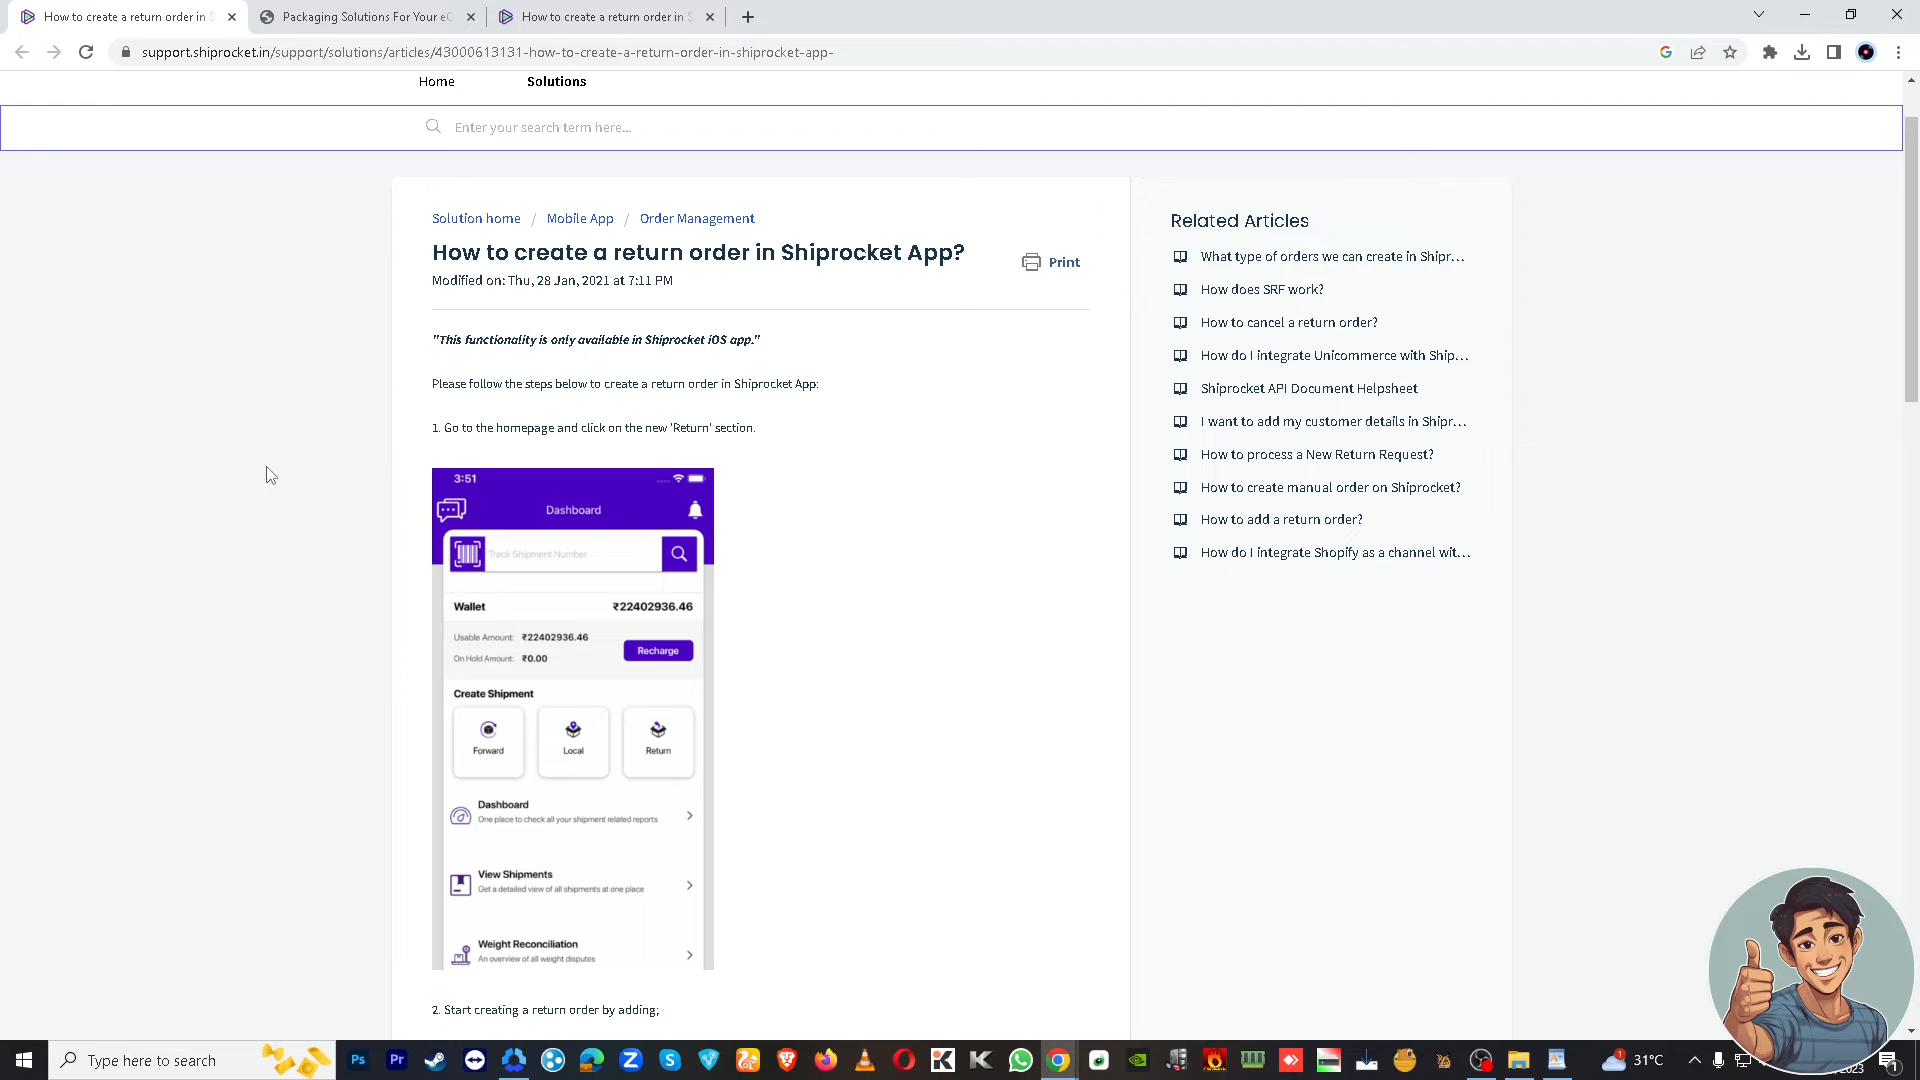 How to create a return order in S
Packaging Solutions For Your eC
How to create a return order in S
support.shiprocket.in/support/solutions/articles/43000613131-how-to-create-a-return-order-in-shiprocket-app-
Home
Solutions
Enter your search term here...
Solution home / Mobile App / Order Management
How to create a return order in Shiprocket App?
Print
Modified on: Thu, 28 Jan, 2021 at 7:11 PM
"This functionality is only available in Shiprocket iOS app."
Please follow the steps below to create a return order in Shiprocket App:
1. Go to the homepage and click on the new 'Return' section.
3:51
Dashboard
Track Shipment Number
Wallet
₹22402936.46
Usable Amount: ₹22402936.46
On Hold Amount: ₹0.00
Recharge
Create Shipment
Forward
Local
Return
Dashboard
One place to check all your shipment related reports
View Shipments
Get a detailed view of all shipments at one place
Weight Reconciliation
An overview of all weight disputes
2. Start creating a return order by adding;
Related Articles
What type of orders we can create in Shipr...
How does SRF work?
How to cancel a return order?
How do I integrate Unicommerce with Ship...
Shiprocket API Document Helpsheet
I want to add my customer details in Shipr...
How to process a New Return Request?
How to create manual order on Shiprocket?
How to add a return order?
How do I integrate Shopify as a channel wit...
Type here to search
Ps
Pr
31°C
2023
1